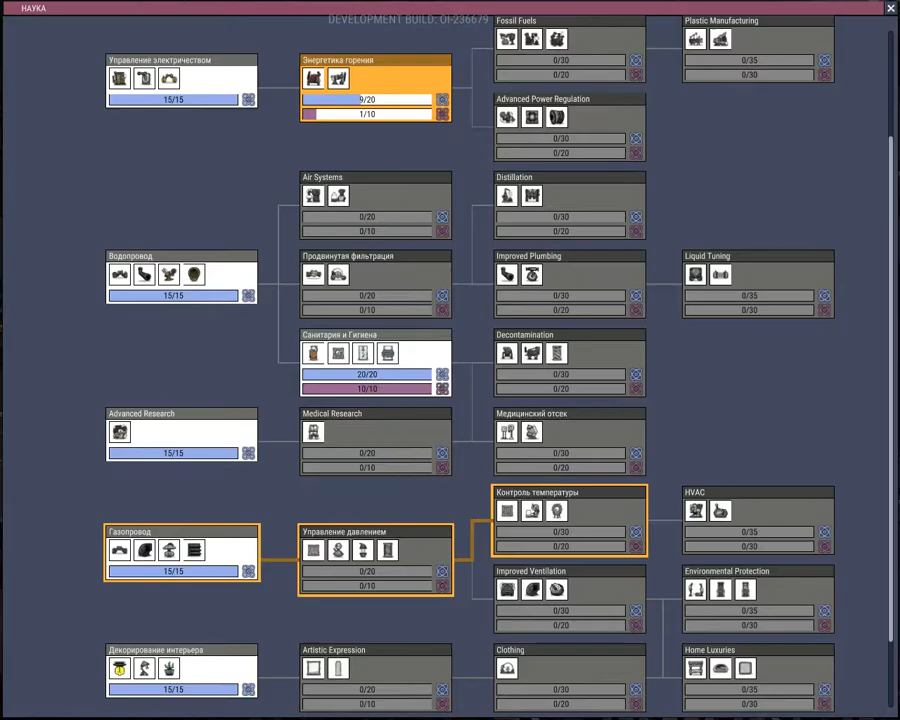 НАУКА
DEVELOPMENT BUILD: OI-236679
Fossil Fuels
0/30
0/20
Plastic Manufacturing
0/35
0/30
Управление электричеством
15/15
Энергетика горения
9/20
1/10
Advanced Power Regulation
0/30
0/20
Air Systems
0/20
0/10
Distillation
0/30
0/20
Водопровод
15/15
Продвинутая фильтрация
0/20
0/10
Improved Plumbing
0/30
0/20
Liquid Tuning
0/35
0/30
Санитария и Гигиена
20/20
10/10
Decontamination
0/30
0/20
Advanced Research
15/15
Medical Research
0/20
0/10
Медицинский отсек
0/30
0/20
Контроль температуры
0/30
0/20
HVAC
0/35
0/30
Газопровод
15/15
Управление давлением
0/20
0/10
Improved Ventilation
0/30
0/20
Environmental Protection
0/35
0/30
Декорирование интерьера
15/15
Artistic Expression
0/20
0/10
Clothing
0/30
0/20
Home Luxuries
0/35
0/30